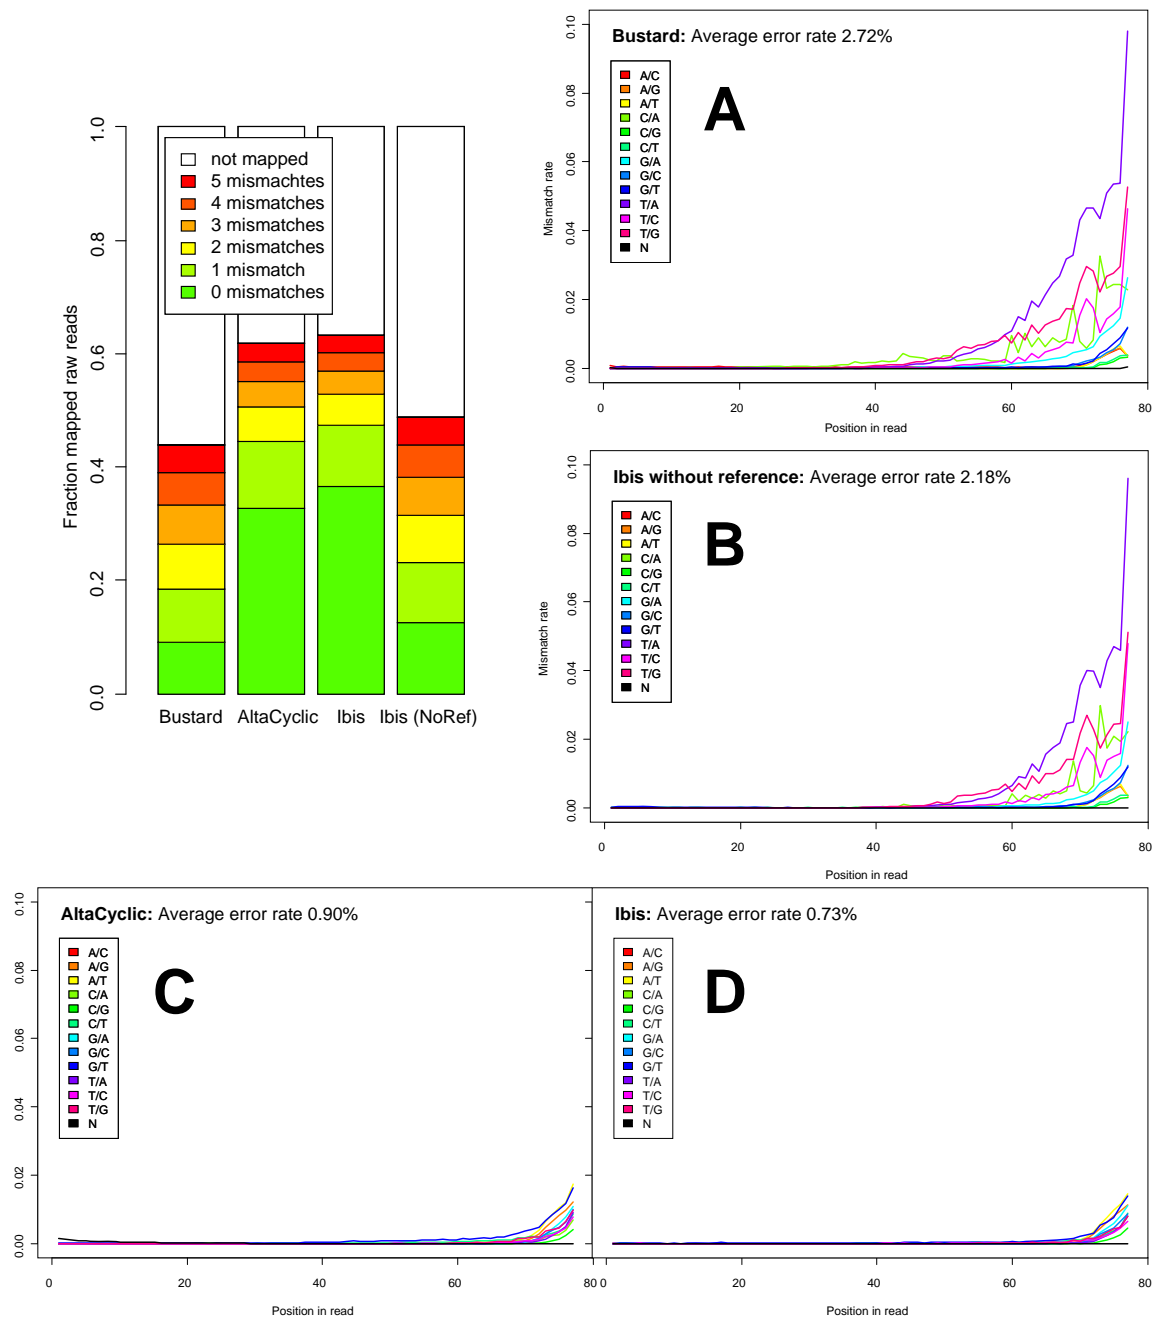 Fraction mapped raw reads
0.0
0.2
0.4
0.6
0.8
1.0
not mapped
5 mismachtes
4 mismatches
3 mismatches
2 mismatches
1 mismatch
0 mismatches
Bustard
AltaCyclic
Ibis
Ibis (NoRef)
Bustard: Average error rate 2.72%
A
A/C
A/G
A/T
C/A
C/G
C/T
G/A
G/C
G/T
T/A
T/C
T/G
N
Mismatch rate
0.00
0.02
0.04
0.06
0.08
0.10
0
20
40
60
80
Position in read
Ibis without reference: Average error rate 2.18%
B
A/C
A/G
A/T
C/A
C/G
C/T
G/A
G/C
G/T
T/A
T/C
T/G
N
Mismatch rate
0.00
0.02
0.04
0.06
0.08
0.10
0
20
40
60
80
Position in read
AltaCyclic: Average error rate 0.90%
C
A/C
A/G
A/T
C/A
C/G
C/T
G/A
G/C
G/T
T/A
T/C
T/G
N
0.00
0.02
0.04
0.06
0.08
0.10
0
20
40
60
80
Position in read
Ibis: Average error rate 0.73%
D
A/C
A/G
A/T
C/A
C/G
C/T
G/A
G/C
G/T
T/A
T/C
T/G
N
0
20
40
60
80
Position in read